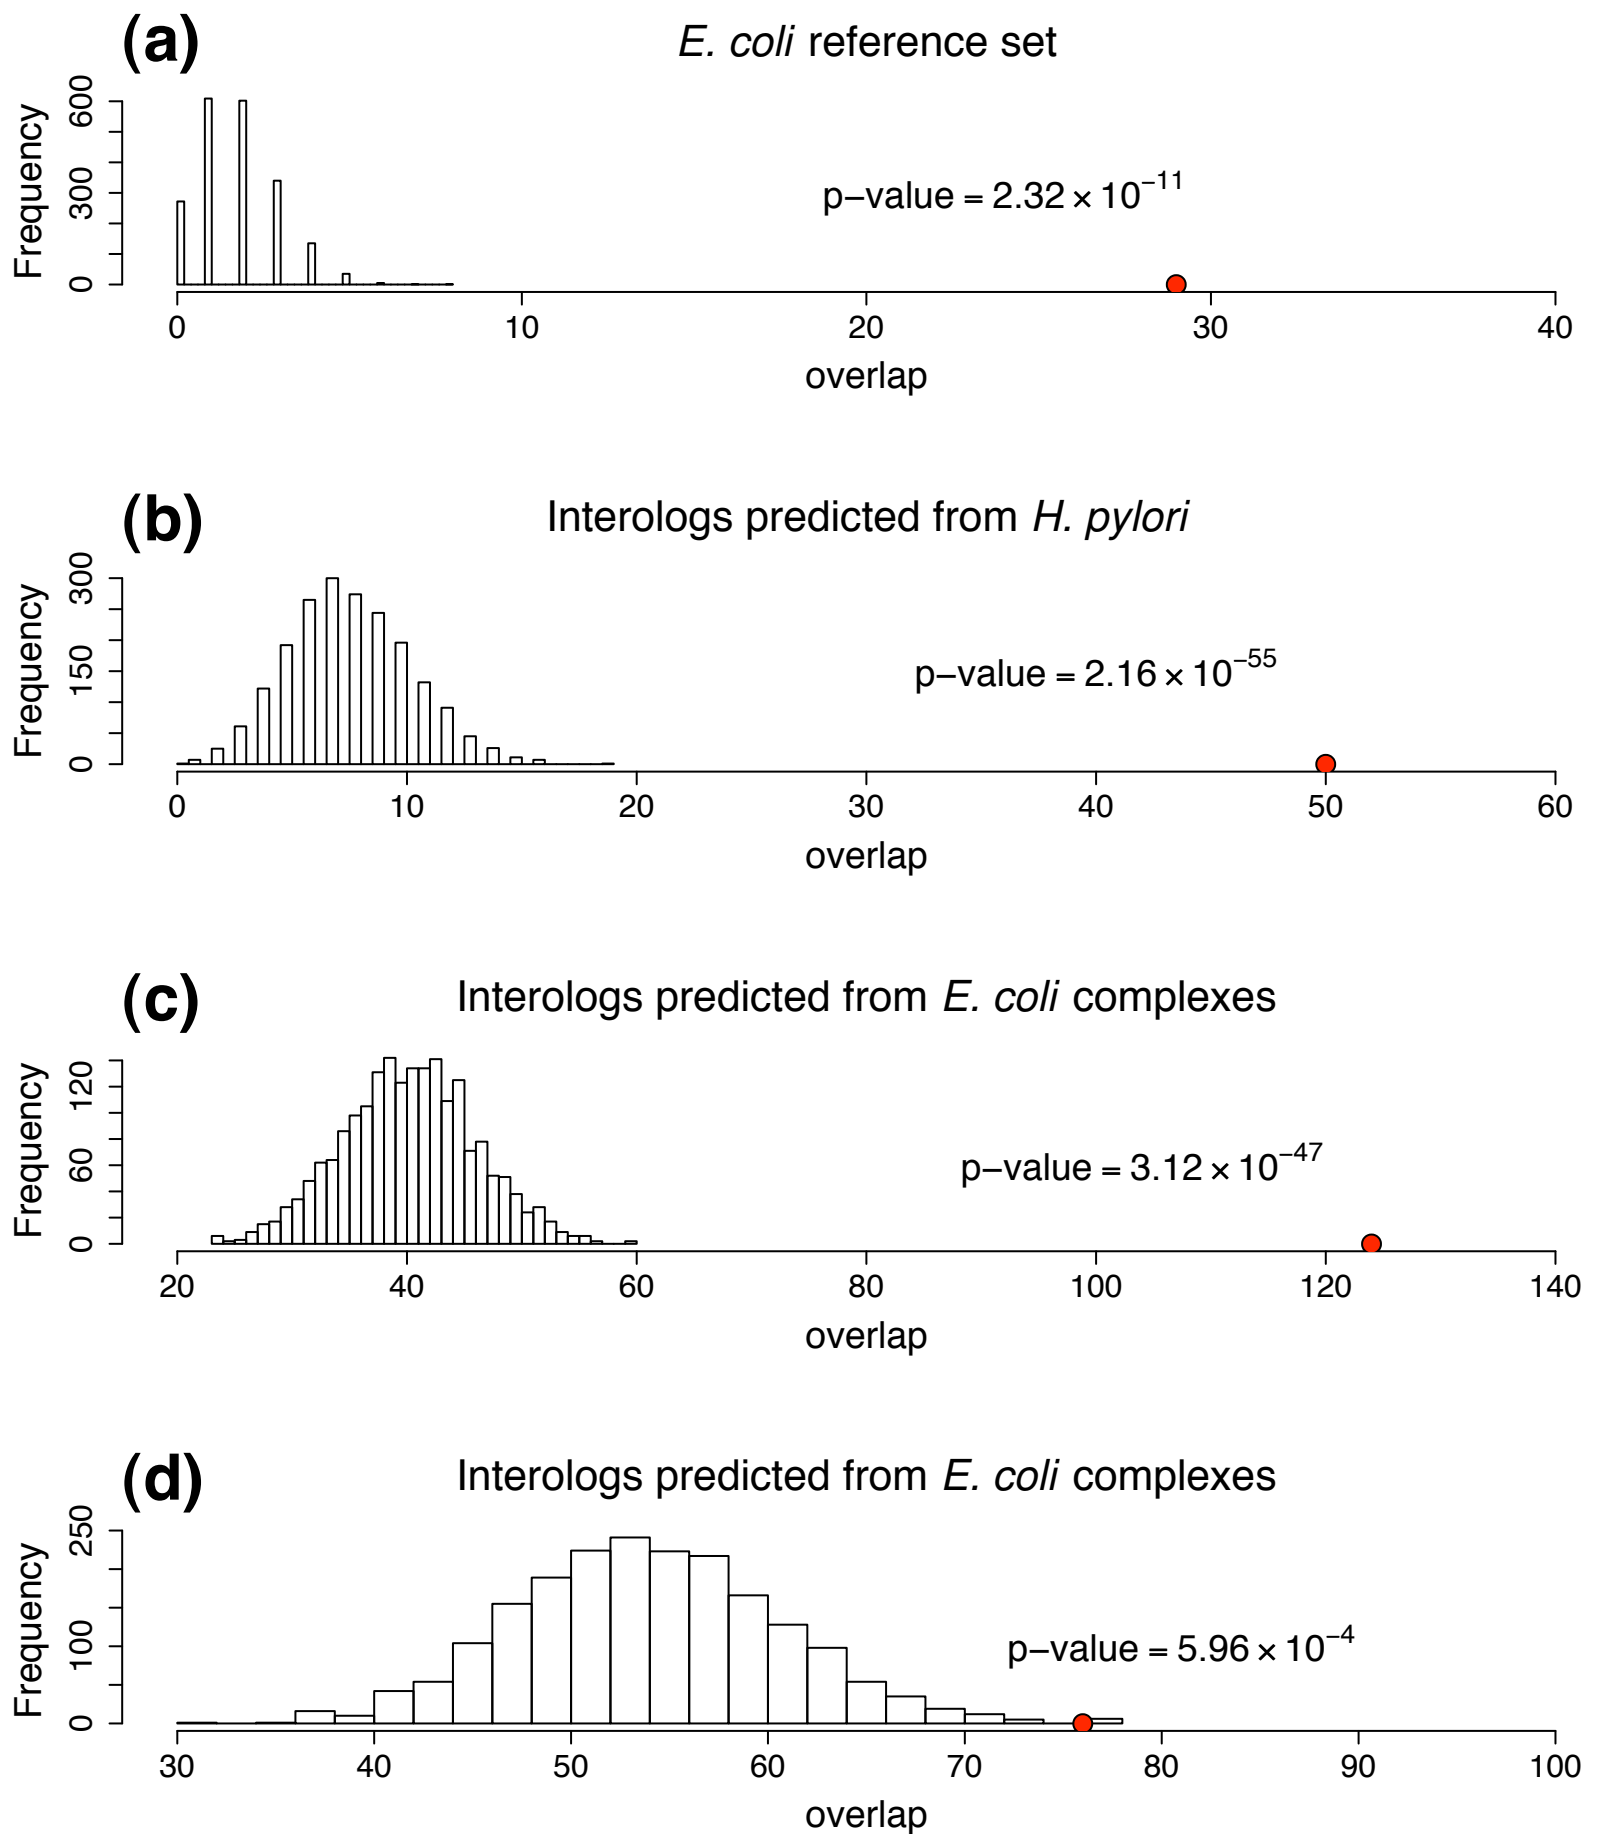 (a)
E. coli reference set
Frequency
0 300 600
p−value = 2.32 × 10−11
0 10 20 30 40
overlap
(b)
Interologs predicted from H. pylori
Frequency
0 150 300
p−value = 2.16 × 10−55
0 10 20 30 40 50 60
overlap
(c)
Interologs predicted from E. coli complexes
Frequency
0 60 120
p−value = 3.12 × 10−47
20 40 60 80 100 120 140
overlap
(d)
Interologs predicted from E. coli complexes
Frequency
0 100 250
p−value = 5.96 × 10−4
30 40 50 60 70 80 90 100
overlap